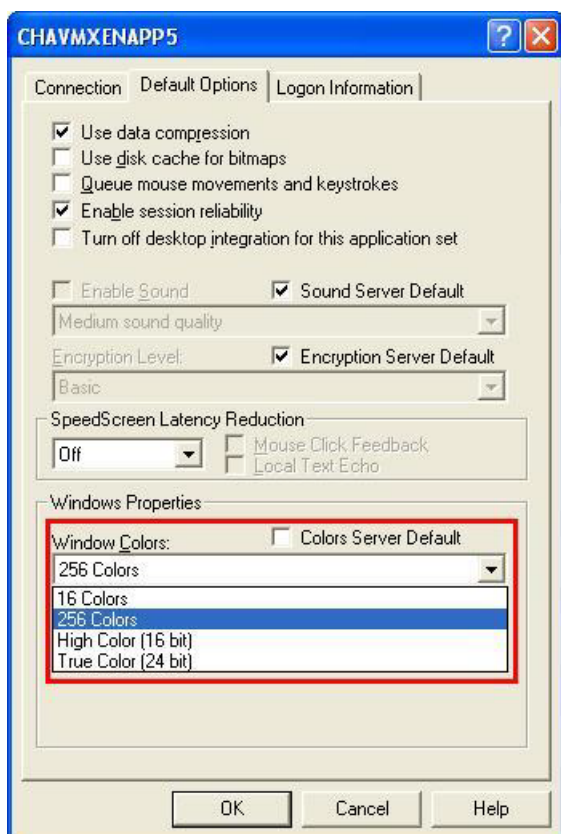 CHAVMXENAPP5
Connection Default Options Logon Information
Use data compression
Use disk cache for bitmaps
Queue mouse movements and keystrokes
Enable session reliability
Turn off desktop integration for this application set
Enable Sound Sound Server Default
Medium sound quality
Encryption Level: Encryption Server Default
Basic
SpeedScreen Latency Reduction
Off Mouse Click Feedback
Local Text Echo
Windows Properties
Window Colors: Colors Server Default
256 Colors
16 Colors
256 Colors
High Color (16 bit)
True Color (24 bit)
OK Cancel Help